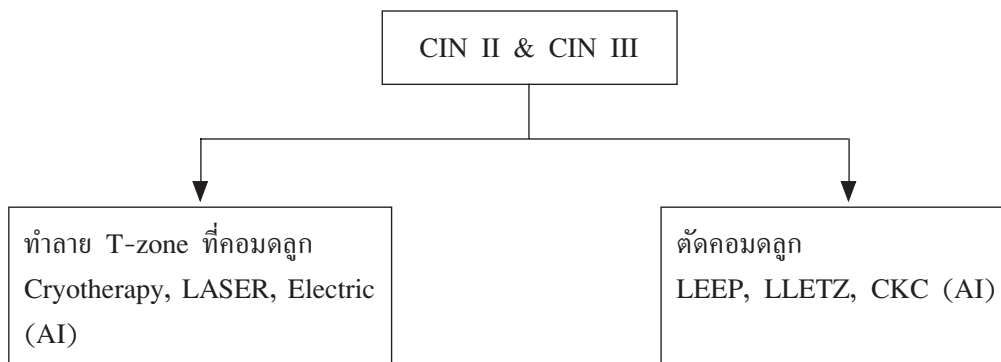 CIN II & CIN III
ทำลาย T-zone ที่คอมดลูก
Cryotherapy, LASER, Electric
(AI)
ตัดคอมดลูก
LEEP, LLETZ, CKC (AI)